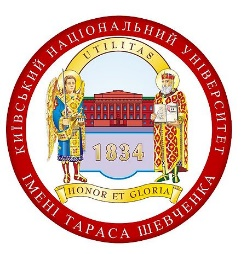 КИЇВСЬКИЙ НАЦІОНАЛЬНИЙ УНІВЕРСИТЕТ
ІМЕНІ ТАРАСА ШЕВЧЕНКА
UTILITAS
1834
HONOR ET GLORIA